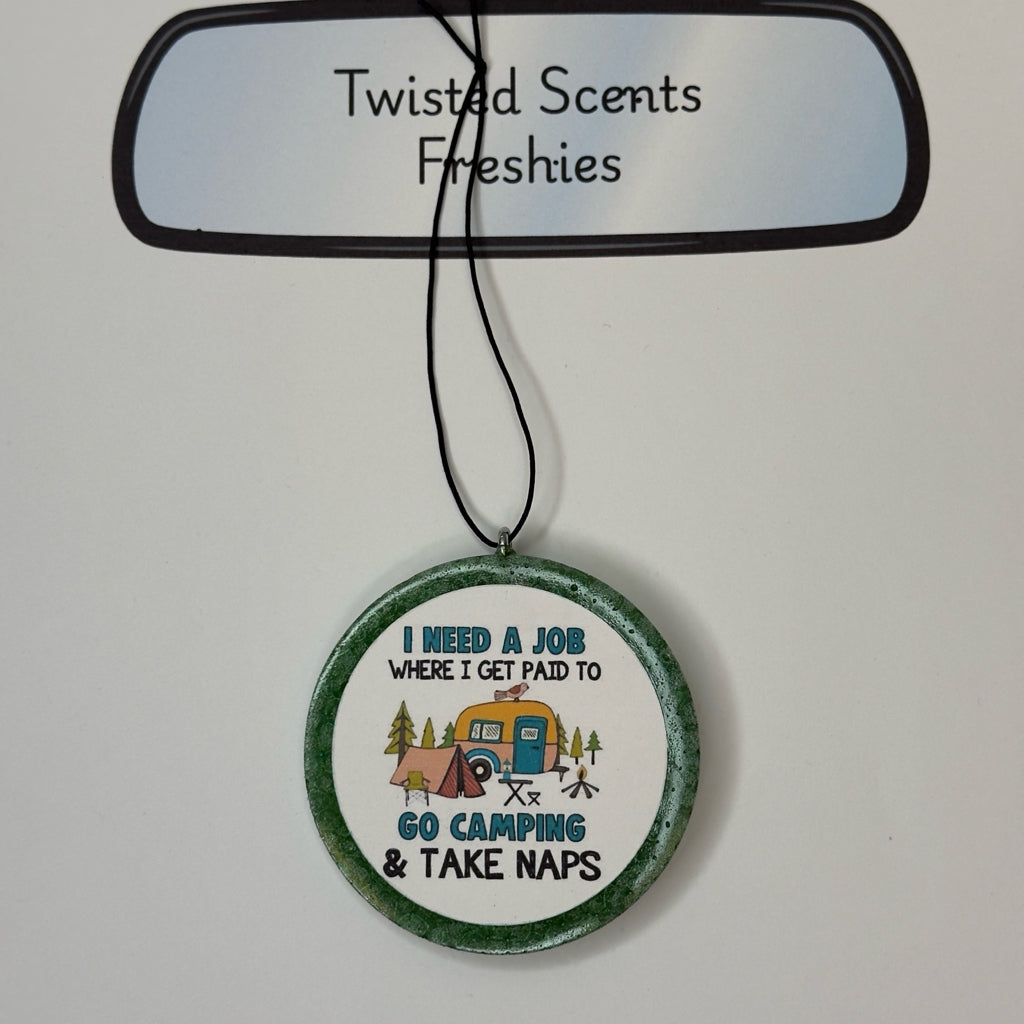 Twisted Scents
Freshies
I NEED A JOB
WHERE I GET PAID TO
GO CAMPING
& TAKE NAPS